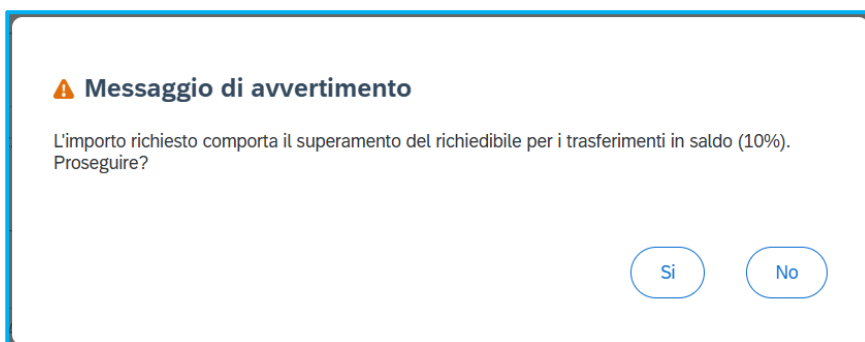 Messaggio di avvertimento
L'importo richiesto comporta il superamento del richiedibile per i trasferimenti in saldo (10%).
Proseguire?
Si
No